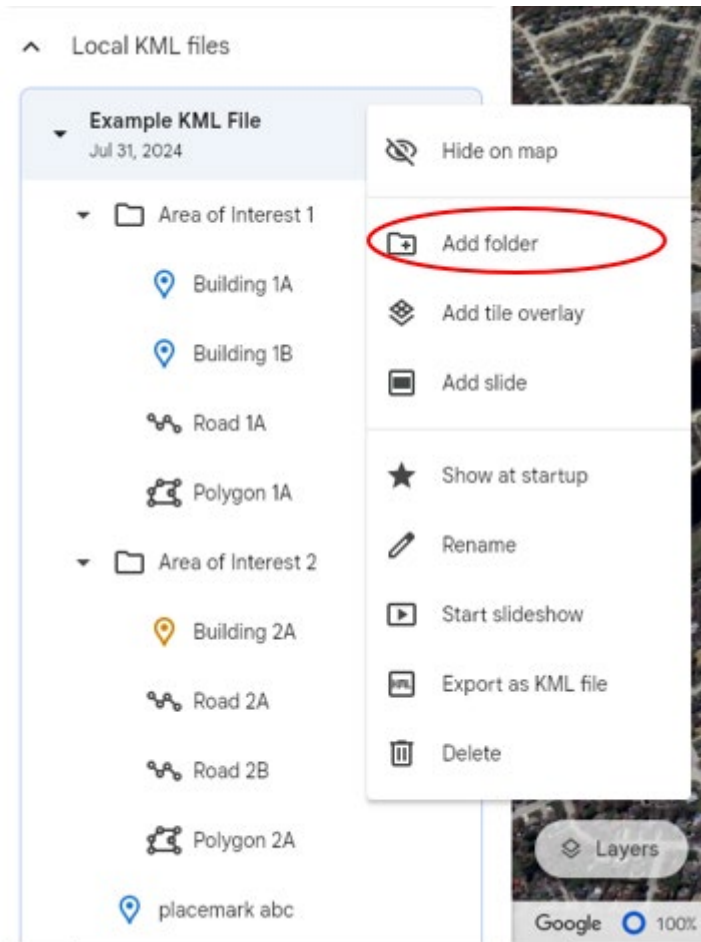 Local KML files
Example KML File
Jul 31, 2024
Area of Interest 1
Building 1A
Building 1B
Road 1A
Polygon 1A
Area of Interest 2
Building 2A
Road 2A
Road 2B
Polygon 2A
placemark abc
Hide on map
Add folder
Add tile overlay
Add slide
Show at startup
Rename
Start slideshow
KML
Export as KML file
Delete
Layers
Google
100%